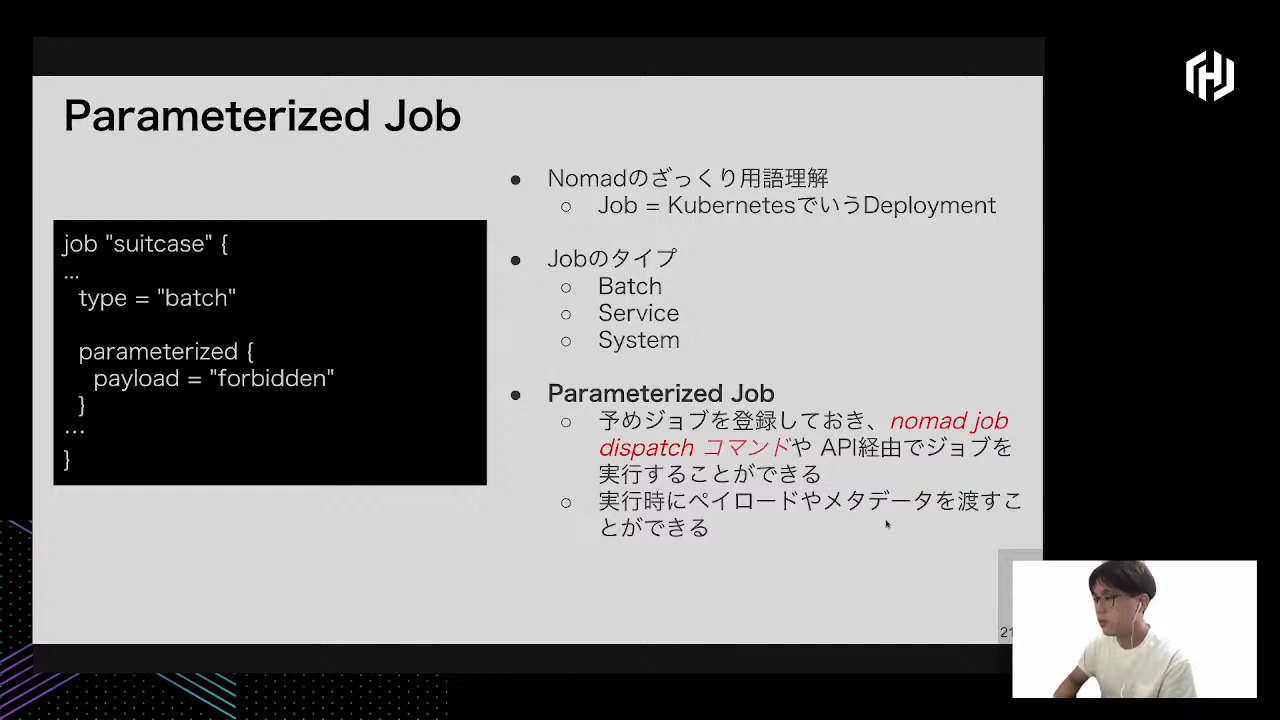 Parameterized Job
job "suitcase" {
...
type = "batch"
parameterized {
payload = "forbidden"
}
...
}
● Nomadのざっくり用語理解
○ Job = KubernetesでいうDeployment
● Jobのタイプ
○ Batch
○ Service
○ System
● Parameterized Job
○ 予めジョブを登録しておき、nomad job
dispatch コマンドや API経由でジョブを
実行することができる
○ 実行時にペイロードやメタデータを渡すこ
とができる
21